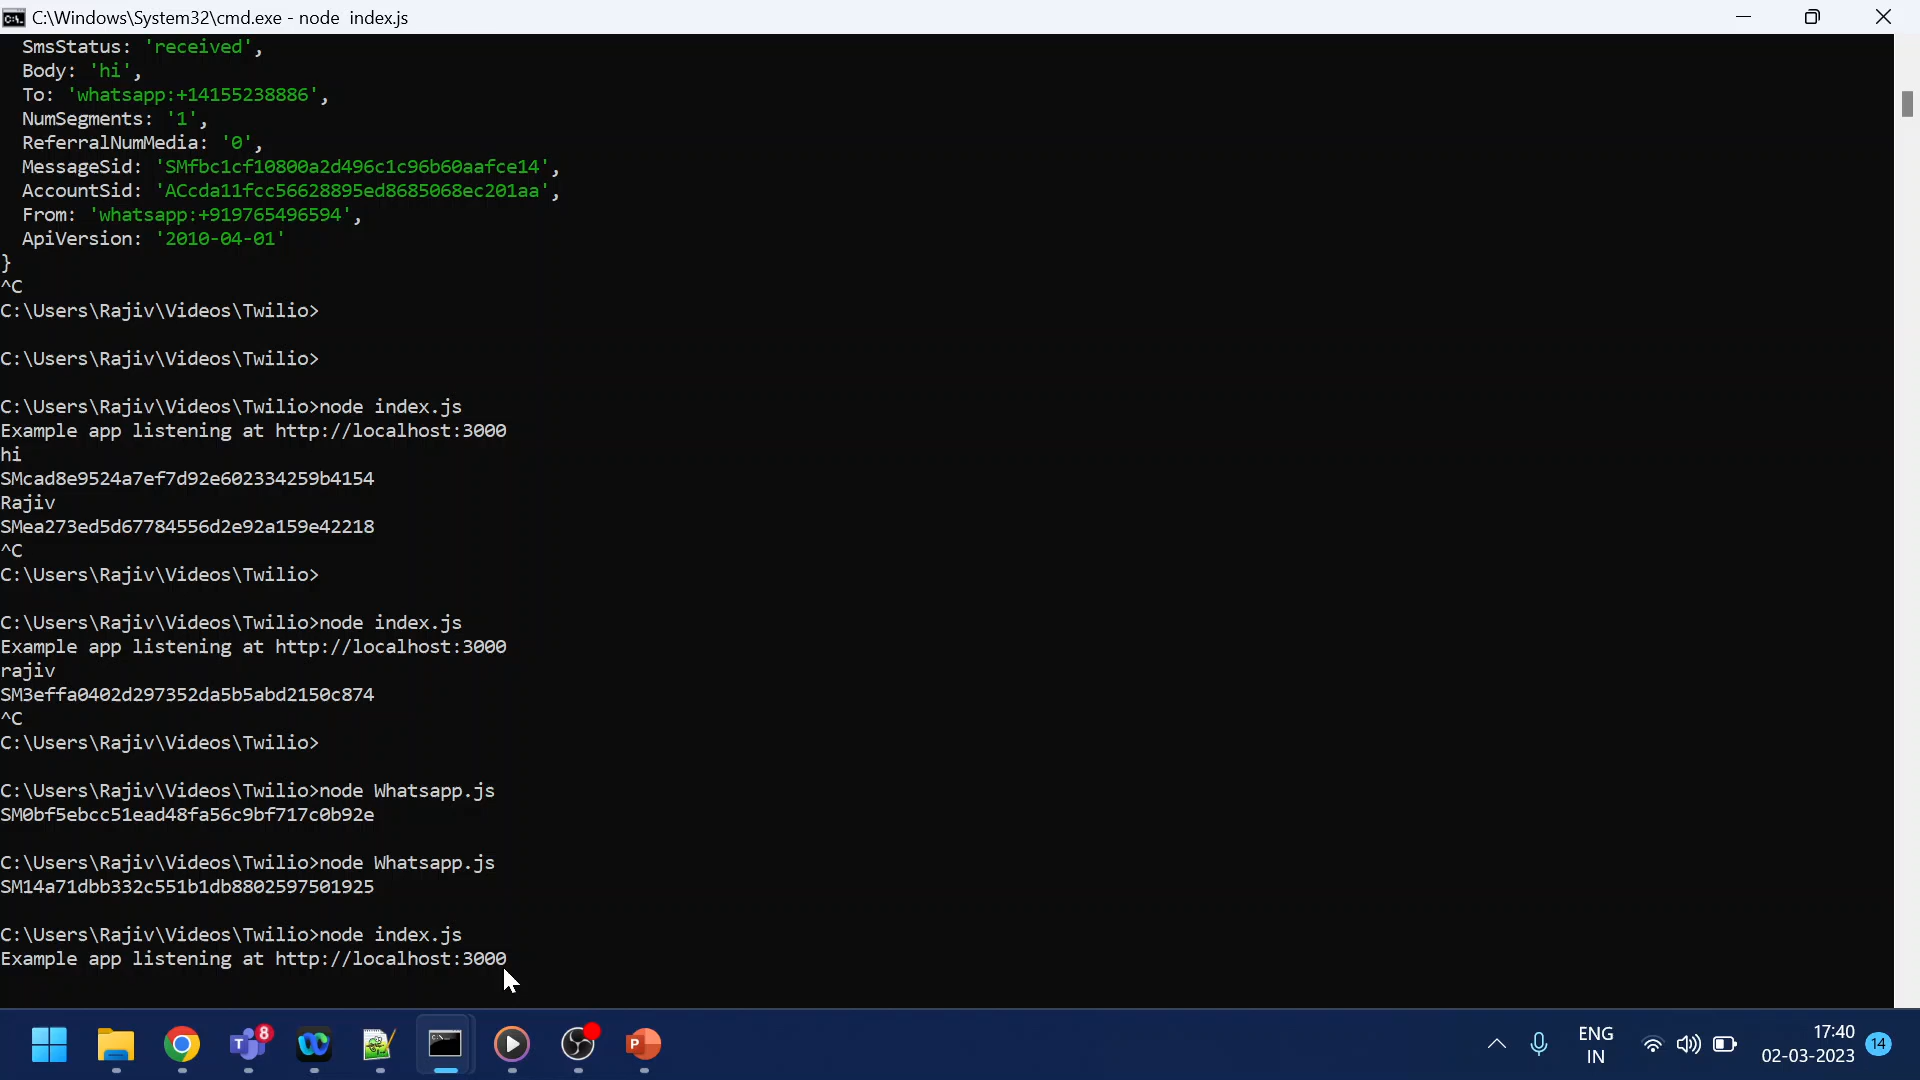 C:\Windows\System32\cmd.exe - node  index.js
SmsStatus: 'received',
Body: 'hi',
To: 'whatsapp:+14155238886',
NumSegments: '1',
ReferralNumMedia: '0',
MessageSid: 'SMfbc1cf10800a2d496c1c96b60aafce14',
AccountSid: 'ACcda11fcc56628895ed8685068ec201aa',
From: 'whatsapp:+919765496594',
ApiVersion: '2010-04-01'
}
^C
C:\Users\Rajiv\Videos\Twilio>
C:\Users\Rajiv\Videos\Twilio>
C:\Users\Rajiv\Videos\Twilio>node index.js
Example app listening at http://localhost:3000
hi
SMcad8e9524a7ef7d92e602334259b4154
Rajiv
SMea273ed5d67784556d2e92a159e42218
^C
C:\Users\Rajiv\Videos\Twilio>
C:\Users\Rajiv\Videos\Twilio>node index.js
Example app listening at http://localhost:3000
rajiv
SM3effa0402d297352da5b5abd2150c874
^C
C:\Users\Rajiv\Videos\Twilio>
C:\Users\Rajiv\Videos\Twilio>node Whatsapp.js
SM0bf5ebcc51ead48fa56c9bf717c0b92e
C:\Users\Rajiv\Videos\Twilio>node Whatsapp.js
SM14a71dbb332c551b1db8802597501925
C:\Users\Rajiv\Videos\Twilio>node index.js
Example app listening at http://localhost:3000
8
ENG
IN
17:40
02-03-2023
14